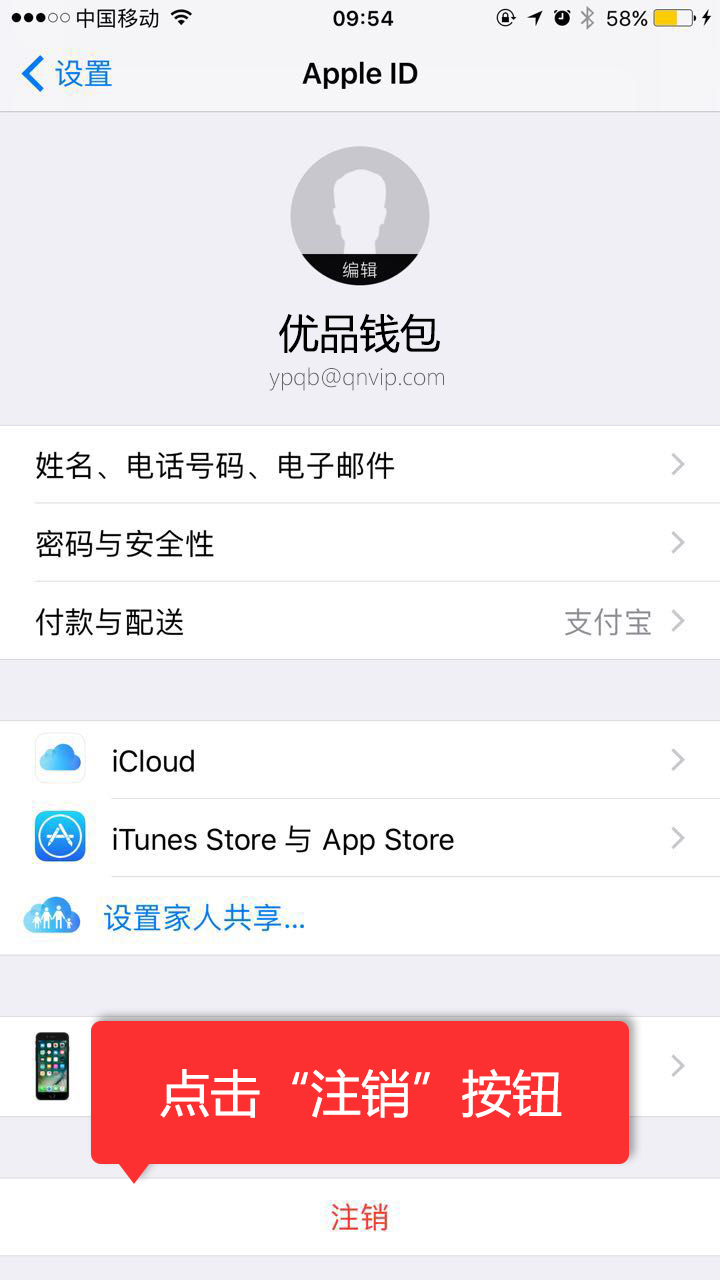 中国移动 09:54 58%
设置 Apple ID
编辑
优品钱包
ypqb@qnvip.com
姓名、电话号码、电子邮件
密码与安全性
付款与配送 支付宝
iCloud
iTunes Store 与 App Store
设置家人共享...
点击“注销”按钮
注销